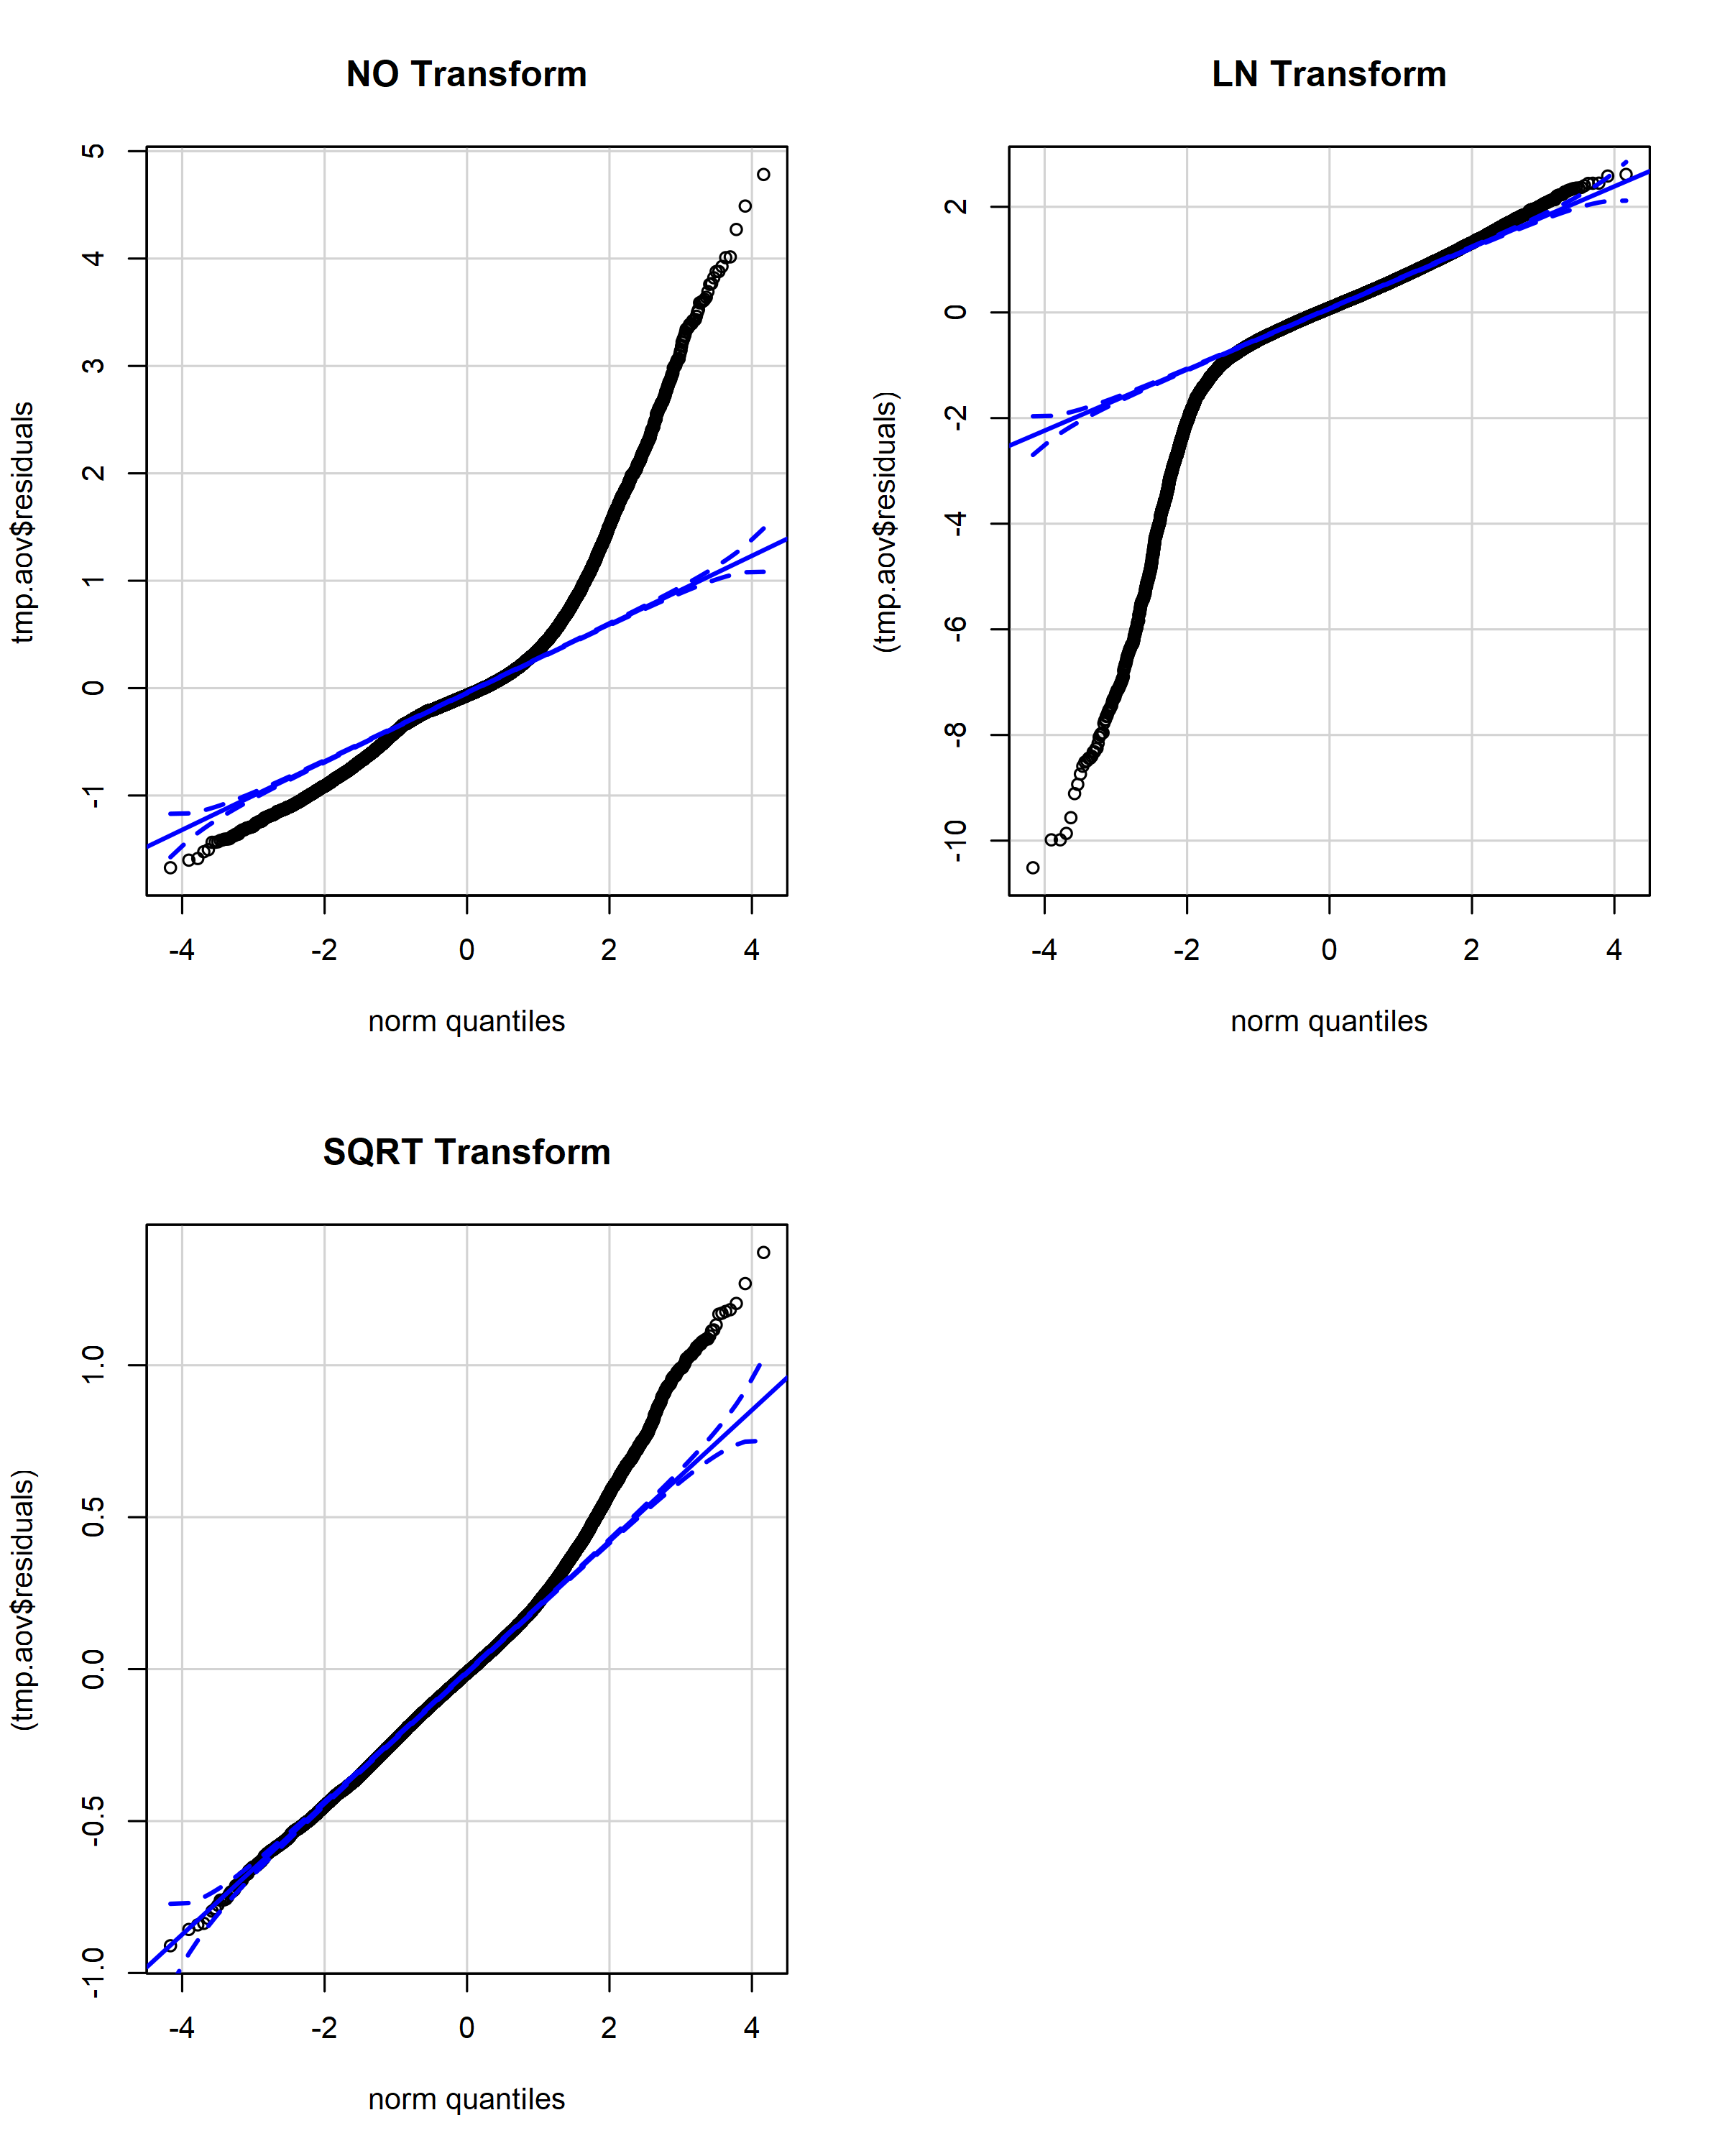 NO Transform
tmp.aov$residuals
5
4
3
2
1
0
-1
-4 -2 0 2 4
norm quantiles
LN Transform
(tmp.aov$residuals)
2
0
-2
-4
-6
-8
-10
-4 -2 0 2 4
norm quantiles
SQRT Transform
(tmp.aov$residuals)
1.0
0.5
0.0
-0.5
-1.0
-4 -2 0 2 4
norm quantiles